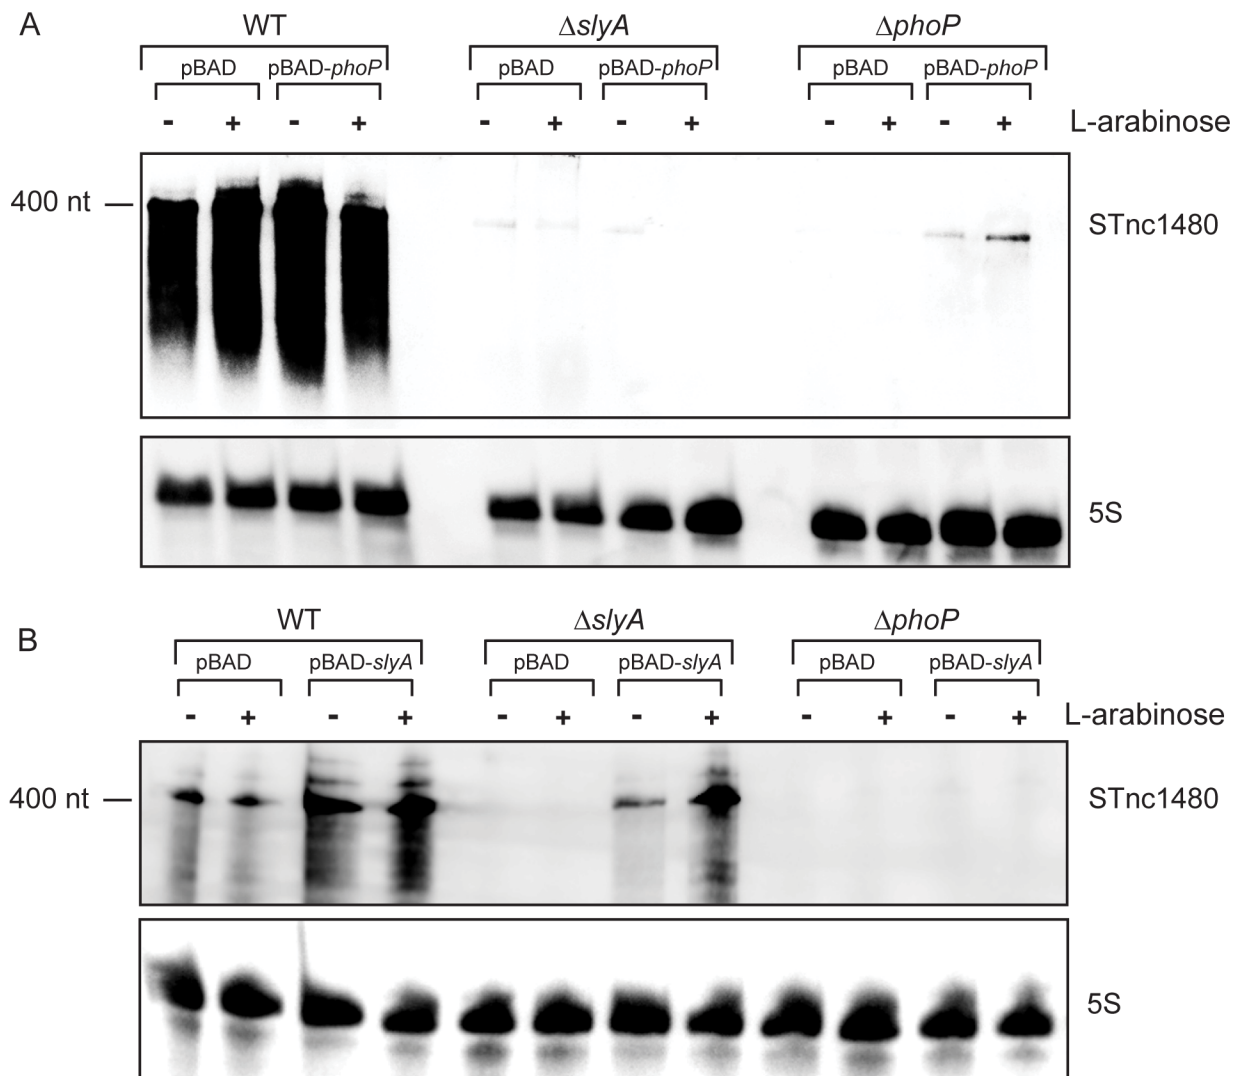 A
WT ΔslyA ΔphoP
pBAD pBAD-phoP pBAD pBAD-phoP pBAD pBAD-phoP
- + - + - + - + - + - + L-arabinose
400 nt
STnc1480
5S
B
WT ΔslyA ΔphoP
pBAD pBAD-slyA pBAD pBAD-slyA pBAD pBAD-slyA
- + - + - + - + - + - + L-arabinose
400 nt STnc1480
5S